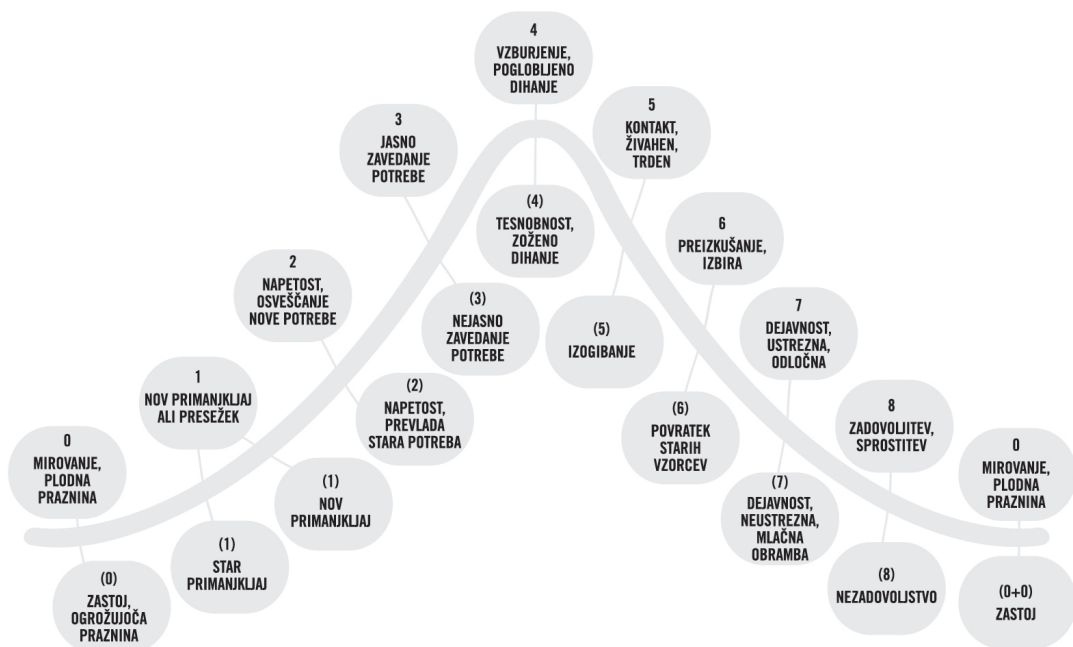 4
VZBURJENJE,
POGLOBLJENO
DIHANJE
5
KONTAKT,
ŽIVAHEN,
TRDEN
3
JASNO
ZAVEDANJE
POTREBE
(4)
TESNOBNOST,
ZOŽENO
DIHANJE
6
PREIZKUŠANJE,
IZBIRA
2
NAPETOST,
OSVEŠČANJE
NOVE POTREBE
(3)
NEJASNO
ZAVEDANJE
POTREBE
(5)
IZOGIBANJE
7
DEJAVNOST,
USTREZNA,
ODLOČNA
1
NOV PRIMANJKLJAJ
ALI PRESEŽEK
(2)
NAPETOST,
PREVLADA
STARA POTREBA
(6)
POVRATEK
STARIH
VZORCEV
8
ZADOVOLJITEV,
SPROSTITEV
0
MIROVANJE,
PLODNA
PRAZNINA
0
MIROVANJE,
PLODNA
PRAZNINA
(1)
NOV
PRIMANJKLJAJ
(7)
DEJAVNOST,
NEUSTREZNA,
MLAČNA
OBRAMBA
(1)
STAR
PRIMANJKLJAJ
(8)
NEZADOVOLJSTVO
(0)
ZASTOJ,
OGROŽUJOČA
PRAZNINA
(0+0)
ZASTOJ